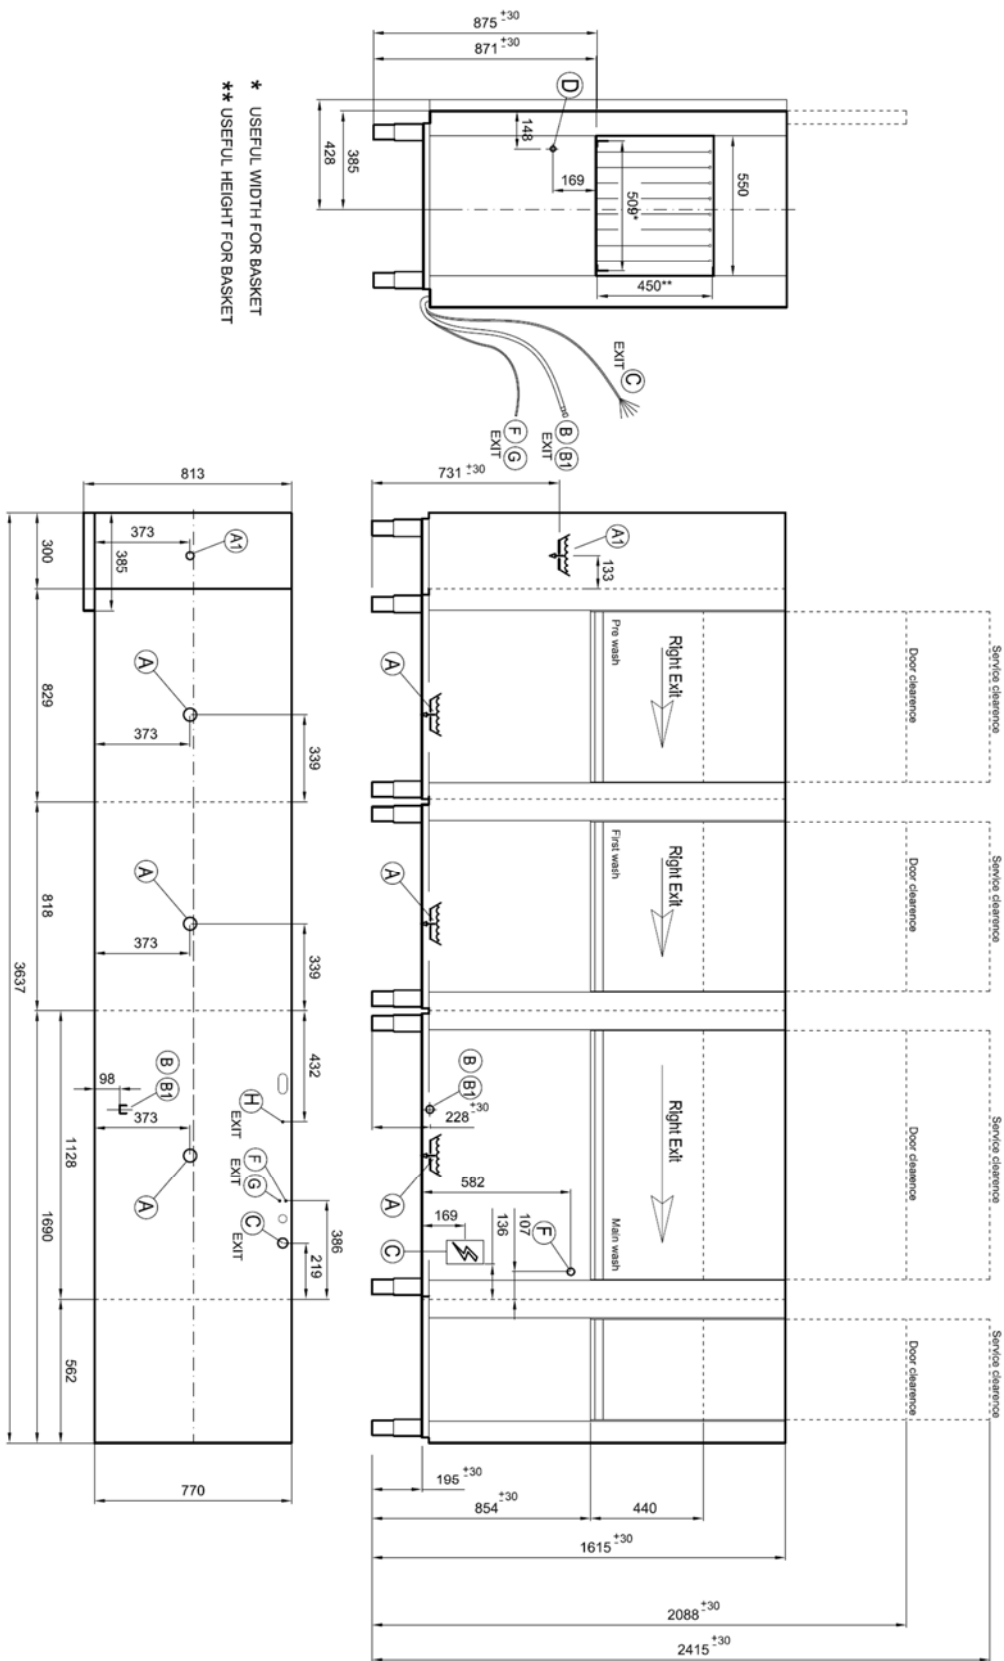 875 +30 -
871 +30 -
* USEFUL WIDTH FOR BASKET
** USEFUL HEIGHT FOR BASKET
428
385
148
D
169
509*
550
450**
C
EXIT
B B1
EXIT
F G
EXIT
731 +30 -
A1
133
Service clearence
Door clearence
Pre wash
Right Exit
A
Service clearence
Door clearence
First wash
Right Exit
A
Service clearence
Door clearence
Main wash
Right Exit
B B1
228 +30 -
A
582
169
136
107
C
F
Service clearence
Door clearence
195 +30 -
854 +30 -
440
1615 +30 -
2088 +30 -
2415 +30 -
813
373
385
A1
300
A
829
373
339
A
818
373
339
3637
98
B B1
373
432
H
EXIT
F G
EXIT
C
EXIT
A
386
219
1128
1690
562
770